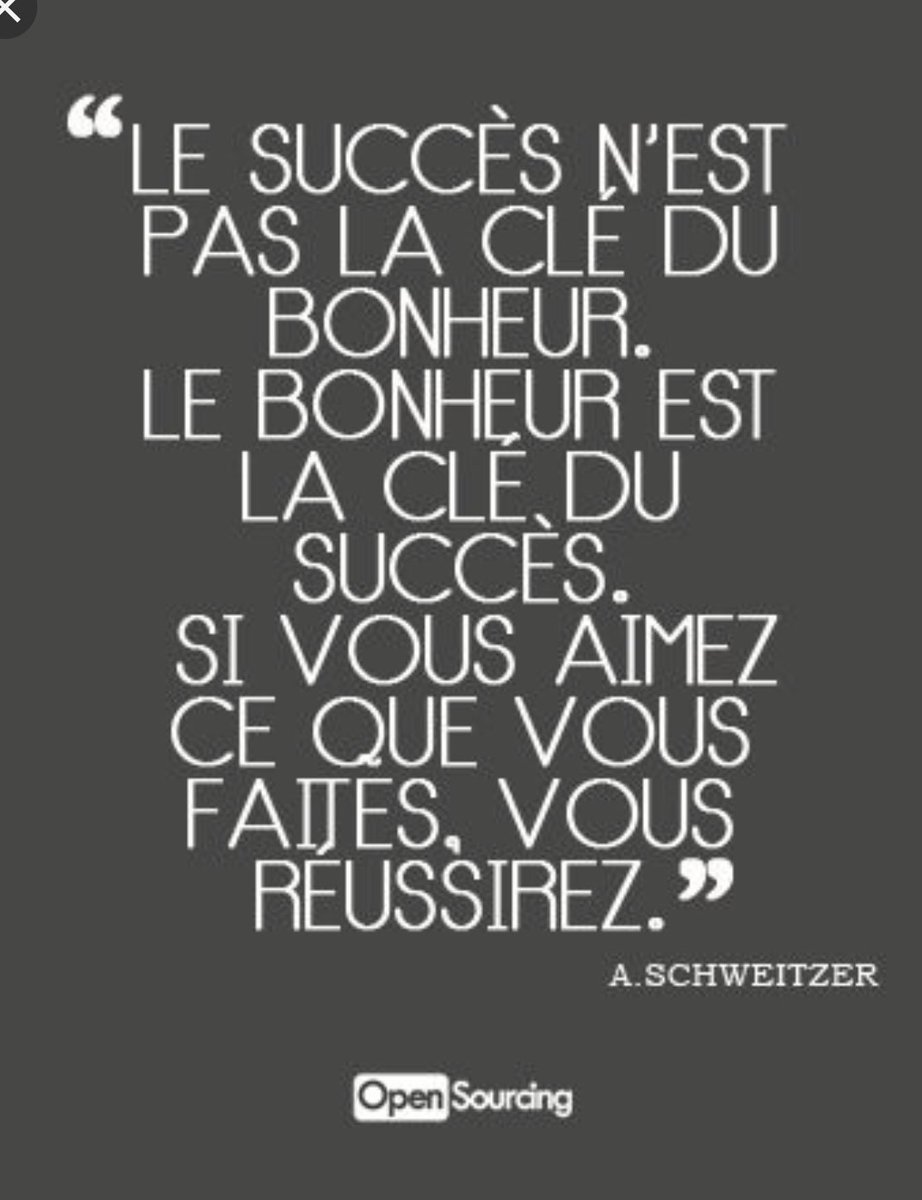 “LE SUCCÈS N’EST
PAS LA CLÉ DU
BONHEUR.
LE BONHEUR EST
LA CLÉ DU
SUCCÈS.
SI VOUS AIMEZ
CE QUE VOUS
FAITES, VOUS
RÉUSSIREZ.”
A.SCHWEITZER
Open Sourcing